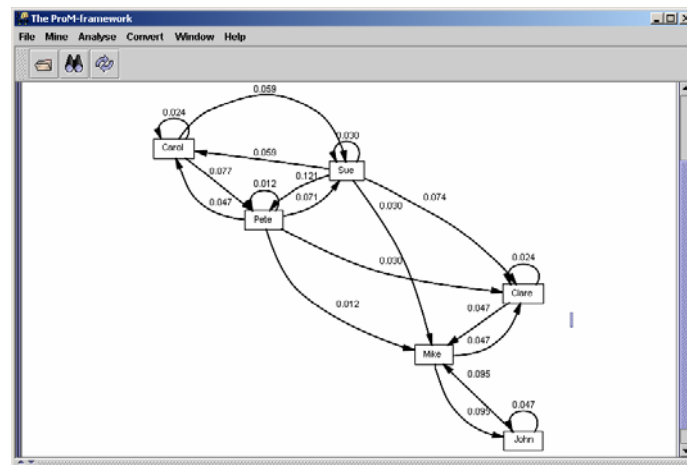 The ProM-framework
File Mine Analyse Convert Window Help
0.059
0.024
Carol
0.030
0.059
Sue
0.077
0.012
0.121
0.074
0.047
0.071
0.030
Pete
0.024
0.030
Clare
0.012
0.047
0.047
Mike
0.095
0.047
0.095
John